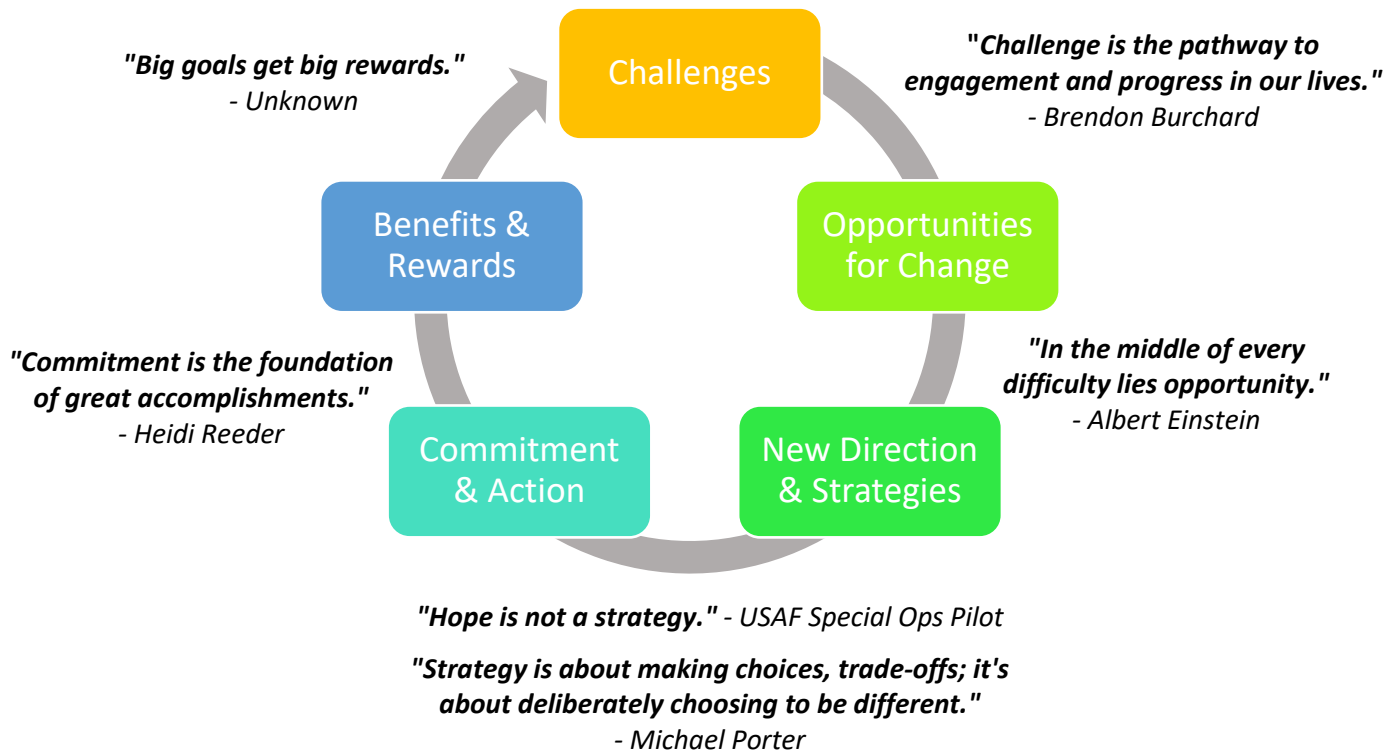 Challenges
"Challenge is the pathway to
engagement and progress in our lives."
- Brendon Burchard
Opportunities
for Change
"In the middle of every
difficulty lies opportunity."
- Albert Einstein
New Direction
& Strategies
"Hope is not a strategy." - USAF Special Ops Pilot
"Strategy is about making choices, trade-offs; it's
about deliberately choosing to be different."
- Michael Porter
Commitment
& Action
"Commitment is the foundation
of great accomplishments."
- Heidi Reeder
Benefits &
Rewards
"Big goals get big rewards."
- Unknown